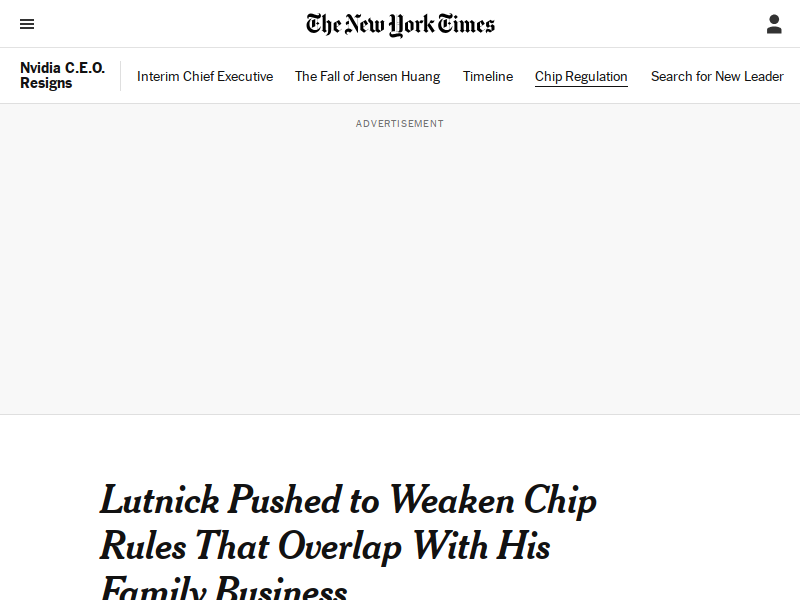 The New York Times
Nvidia C.E.O.
Resigns
Interim Chief Executive
The Fall of Jensen Huang
Timeline
Chip Regulation
Search for New Leader
ADVERTISEMENT
Lutnick Pushed to Weaken Chip
Rules That Overlap With His
Family Business